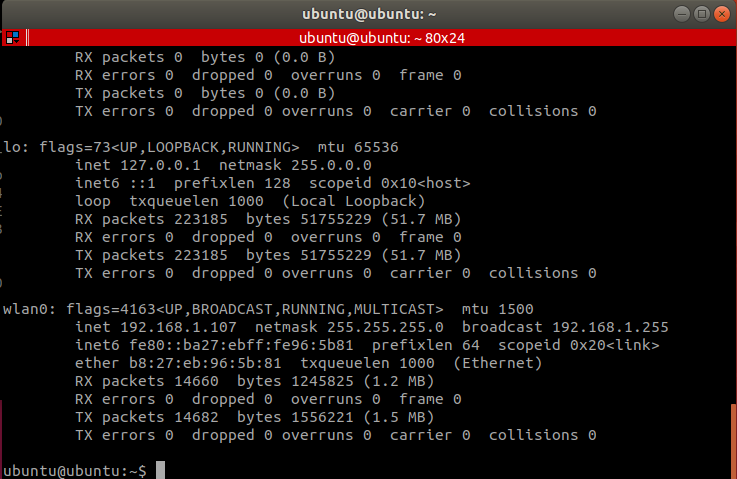 ubuntu@ubuntu: ~
ubuntu@ubuntu: ~ 80x24
RX packets 0  bytes 0 (0.0 B)
RX errors 0  dropped 0  overruns 0  frame 0
TX packets 0  bytes 0 (0.0 B)
TX errors 0  dropped 0 overruns 0  carrier 0  collisions 0
lo: flags=73<UP,LOOPBACK,RUNNING>  mtu 65536
inet 127.0.0.1  netmask 255.0.0.0
inet6 ::1  prefixlen 128  scopeid 0x10<host>
loop  txqueuelen 1000  (Local Loopback)
RX packets 223185  bytes 51755229 (51.7 MB)
RX errors 0  dropped 0  overruns 0  frame 0
TX packets 223185  bytes 51755229 (51.7 MB)
TX errors 0  dropped 0 overruns 0  carrier 0  collisions 0
wlan0: flags=4163<UP,BROADCAST,RUNNING,MULTICAST>  mtu 1500
inet 192.168.1.107  netmask 255.255.255.0  broadcast 192.168.1.255
inet6 fe80::ba27:ebff:fe96:5b81  prefixlen 64  scopeid 0x20<link>
ether b8:27:eb:96:5b:81  txqueuelen 1000  (Ethernet)
RX packets 14660  bytes 1245825 (1.2 MB)
RX errors 0  dropped 0  overruns 0  frame 0
TX packets 14682  bytes 1556221 (1.5 MB)
TX errors 0  dropped 0 overruns 0  carrier 0  collisions 0
ubuntu@ubuntu:~$